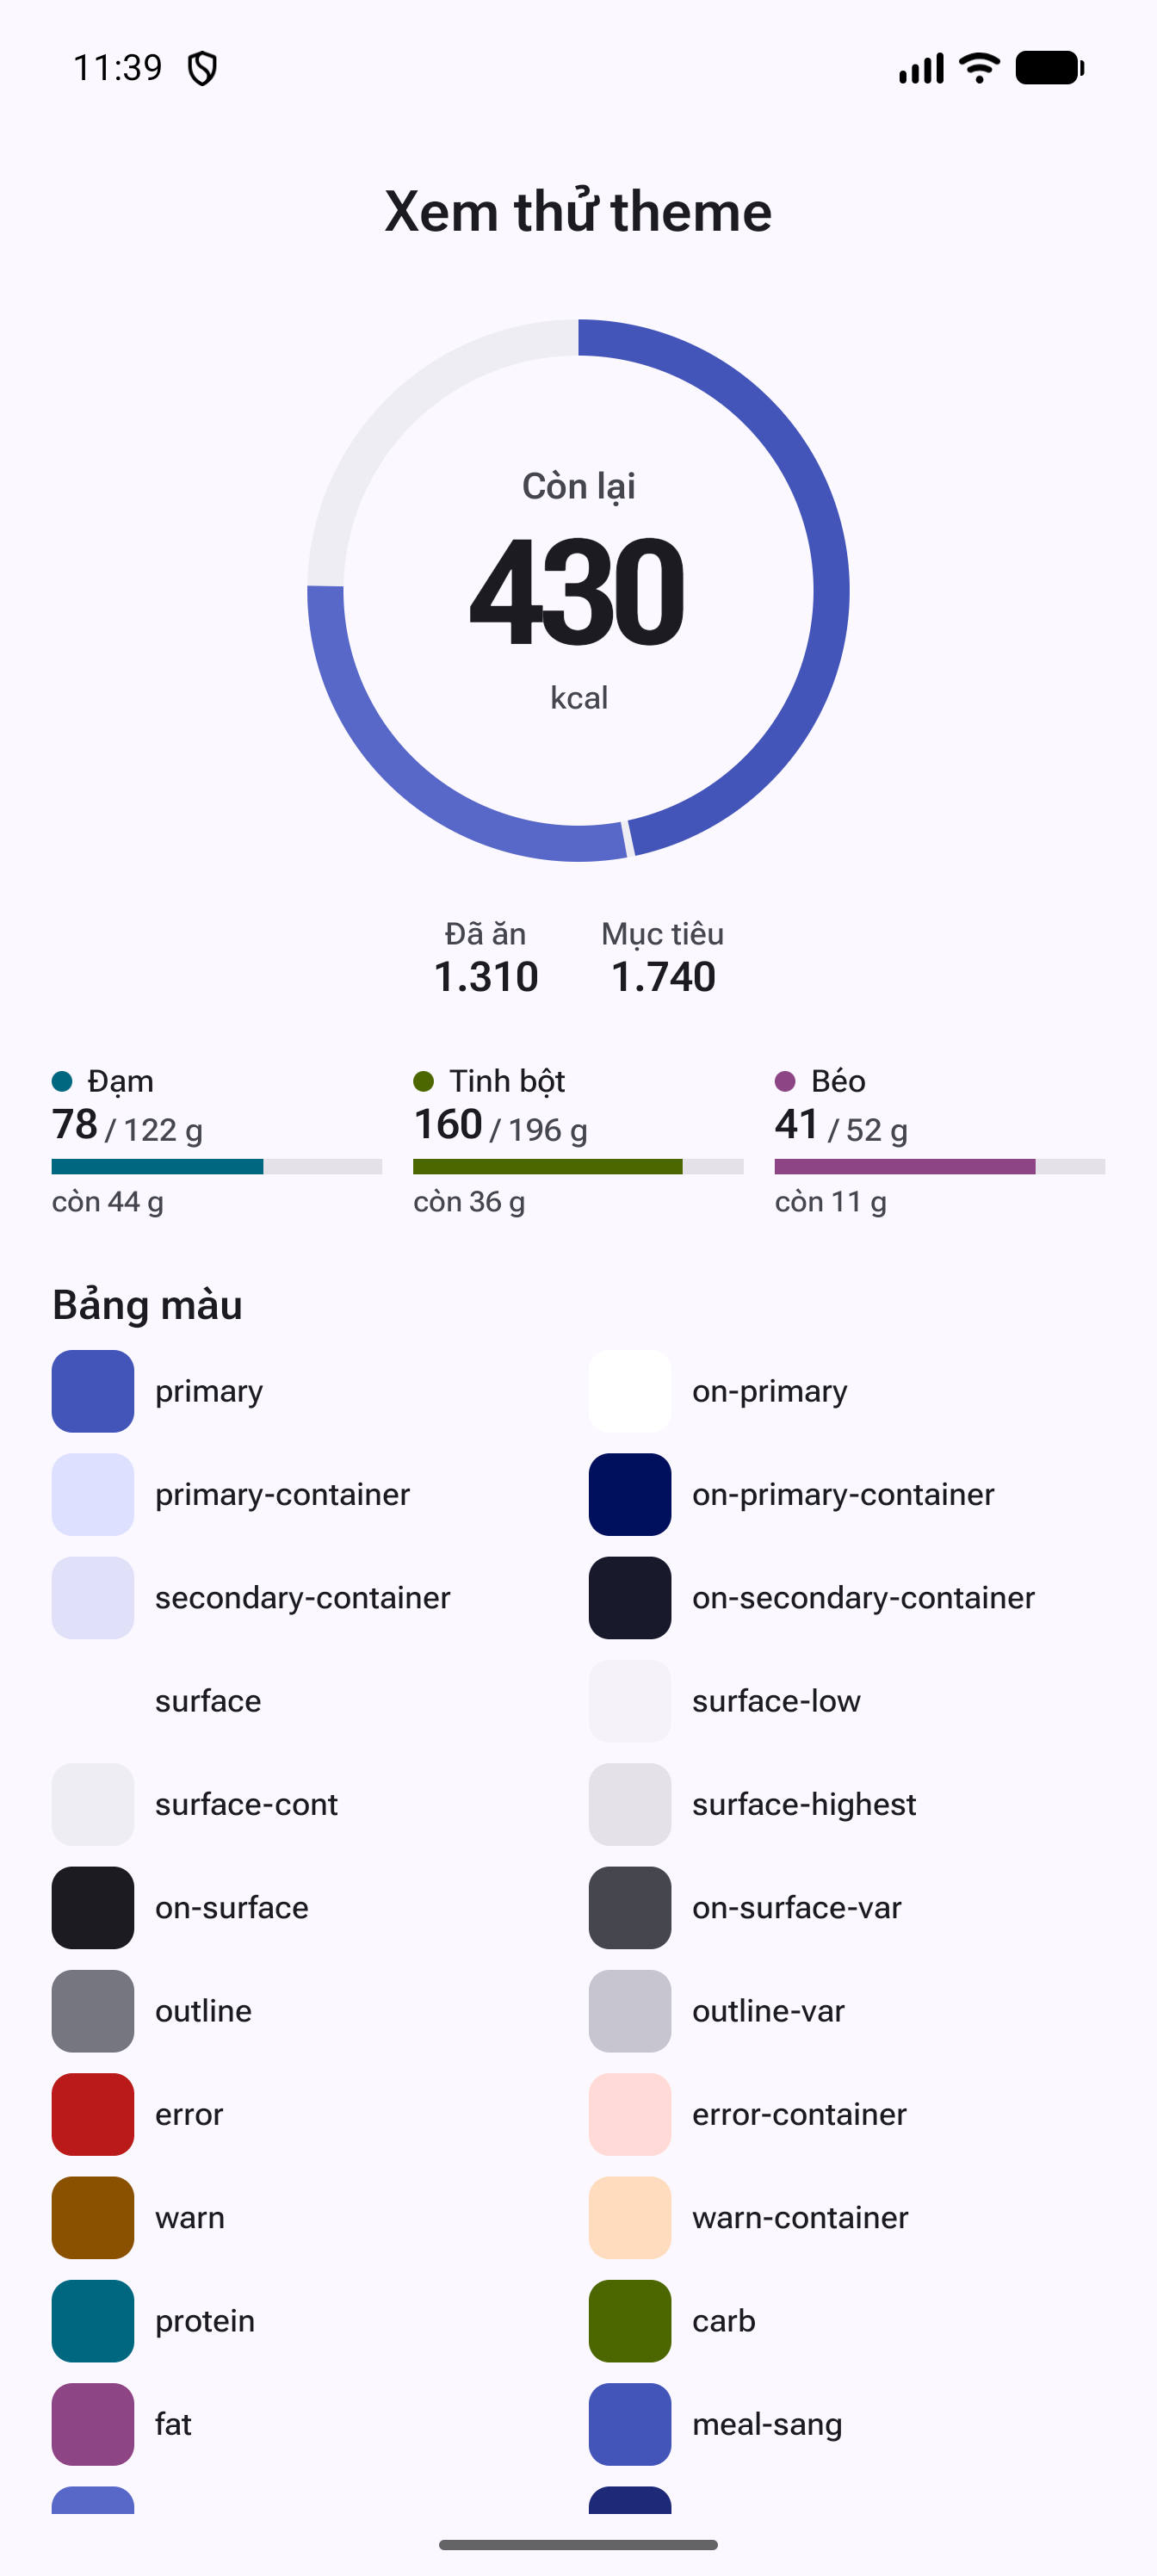 11:39
Xem thử theme
Còn lại
430
kcal
Đã ăn Mục tiêu
1.310 1.740
Đạm Tinh bột Béo
78 / 122 g 160 / 196 g 41 / 52 g
còn 44 g còn 36 g còn 11 g
Bảng màu
primary on-primary
primary-container on-primary-container
secondary-container on-secondary-container
surface surface-low
surface-cont surface-highest
on-surface on-surface-var
outline outline-var
error error-container
warn warn-container
protein carb
fat meal-sang